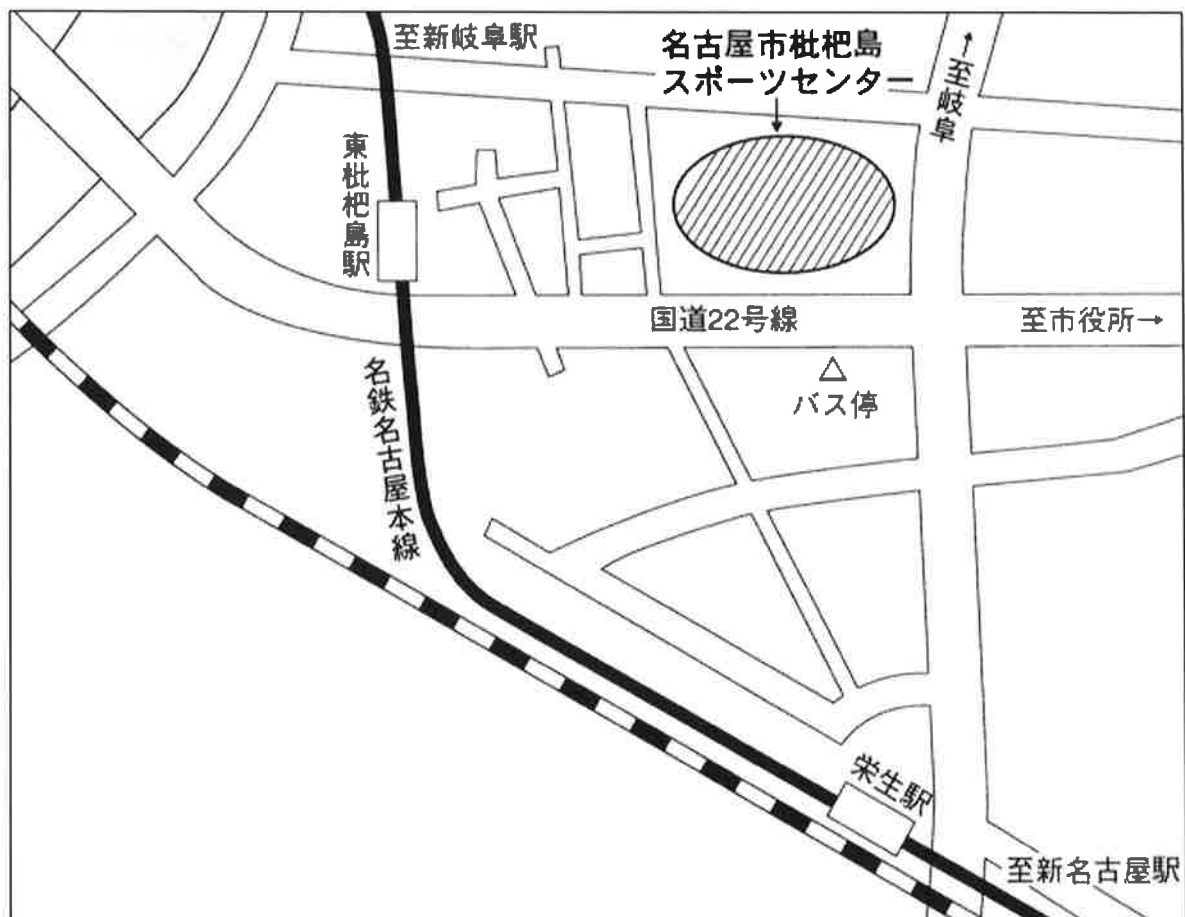 至新岐阜駅
名古屋市枇杷島
スポーツセンター
↑至岐阜
東枇杷島駅
国道22号線
至市役所→
バス停
名鉄名古屋本線
栄生駅
至新名古屋駅